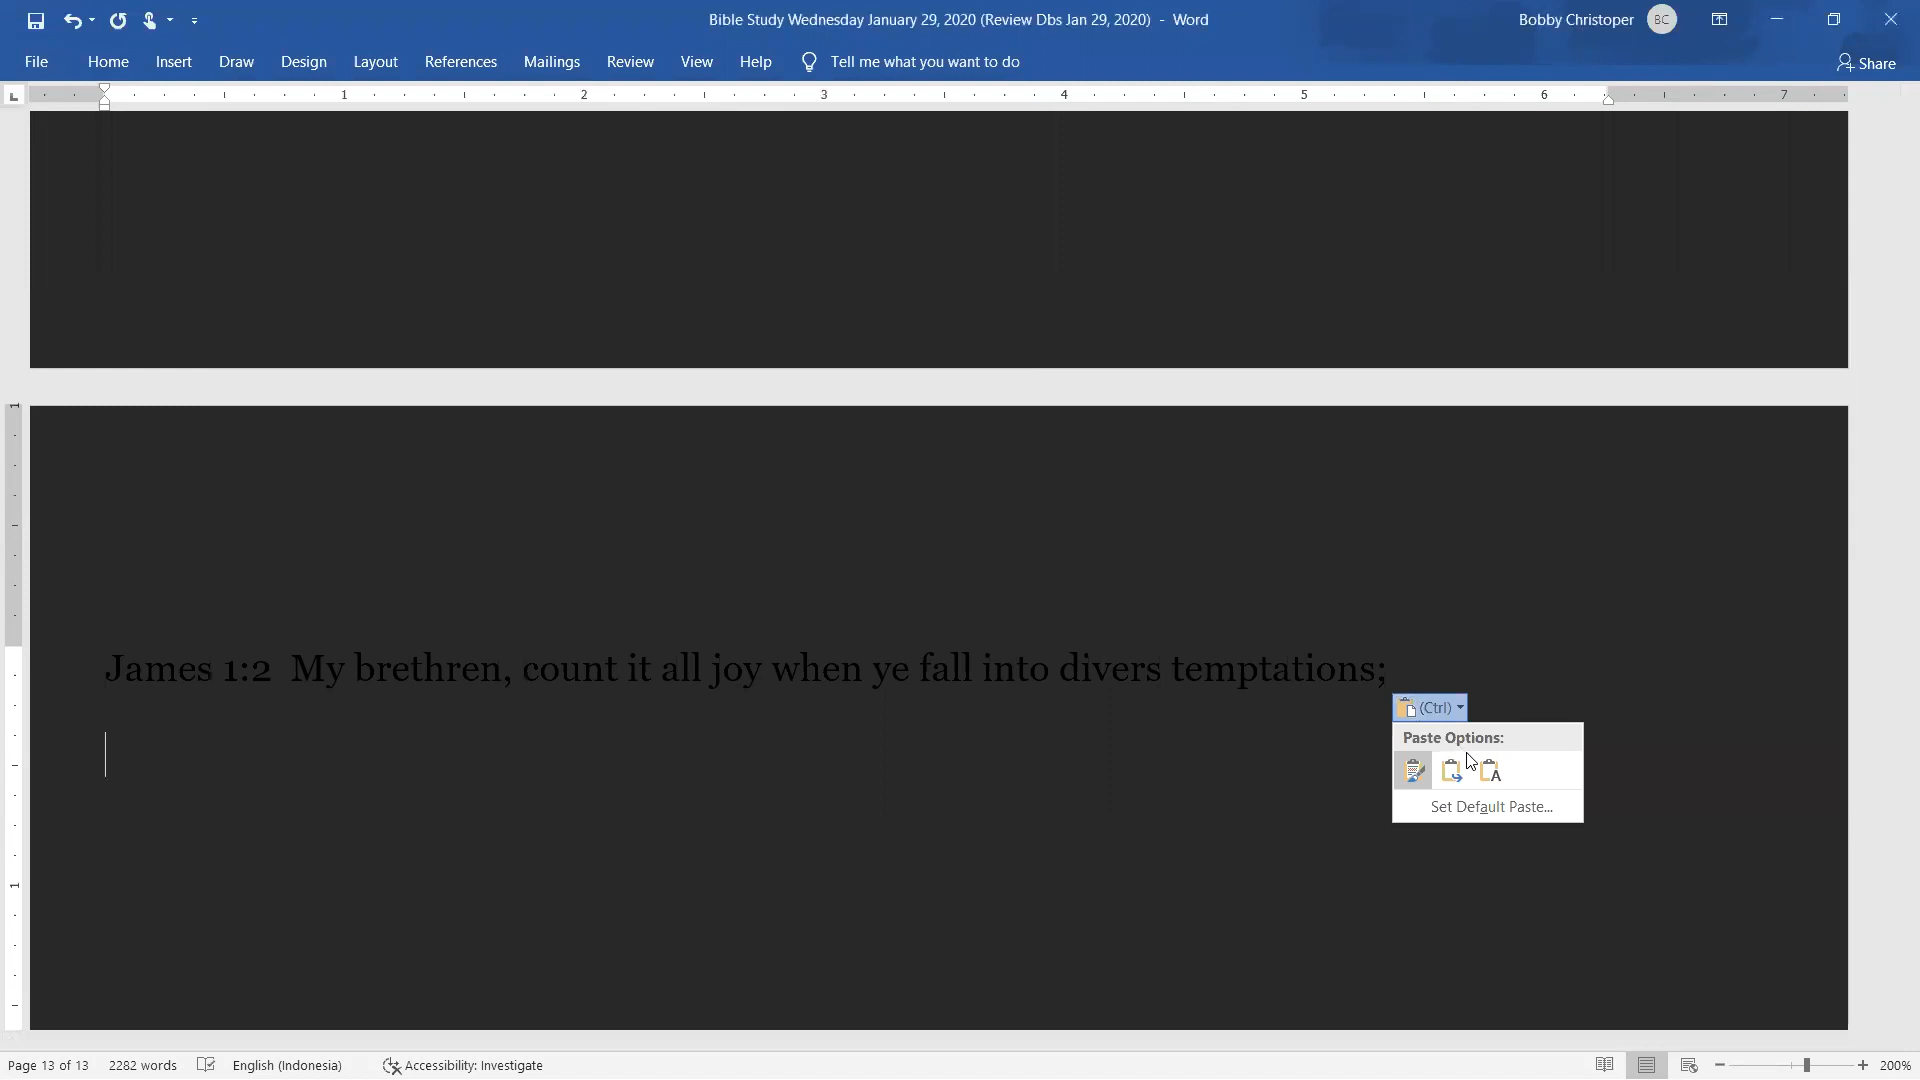 Bible Study Wednesday January 29, 2020 (Review Dbs Jan 29, 2020) - Word
Bobby Christoper
BC
File Home Insert Draw Design Layout References Mailings Review View Help Tell me what you want to do
Share
1 2 3 4 5 6 7
1
James 1:2 My brethren, count it all joy when ye fall into divers temptations;
(Ctrl)
Paste Options:
Set Default Paste...
1
Page 13 of 13 2282 words English (Indonesia) Accessibility: Investigate 200%